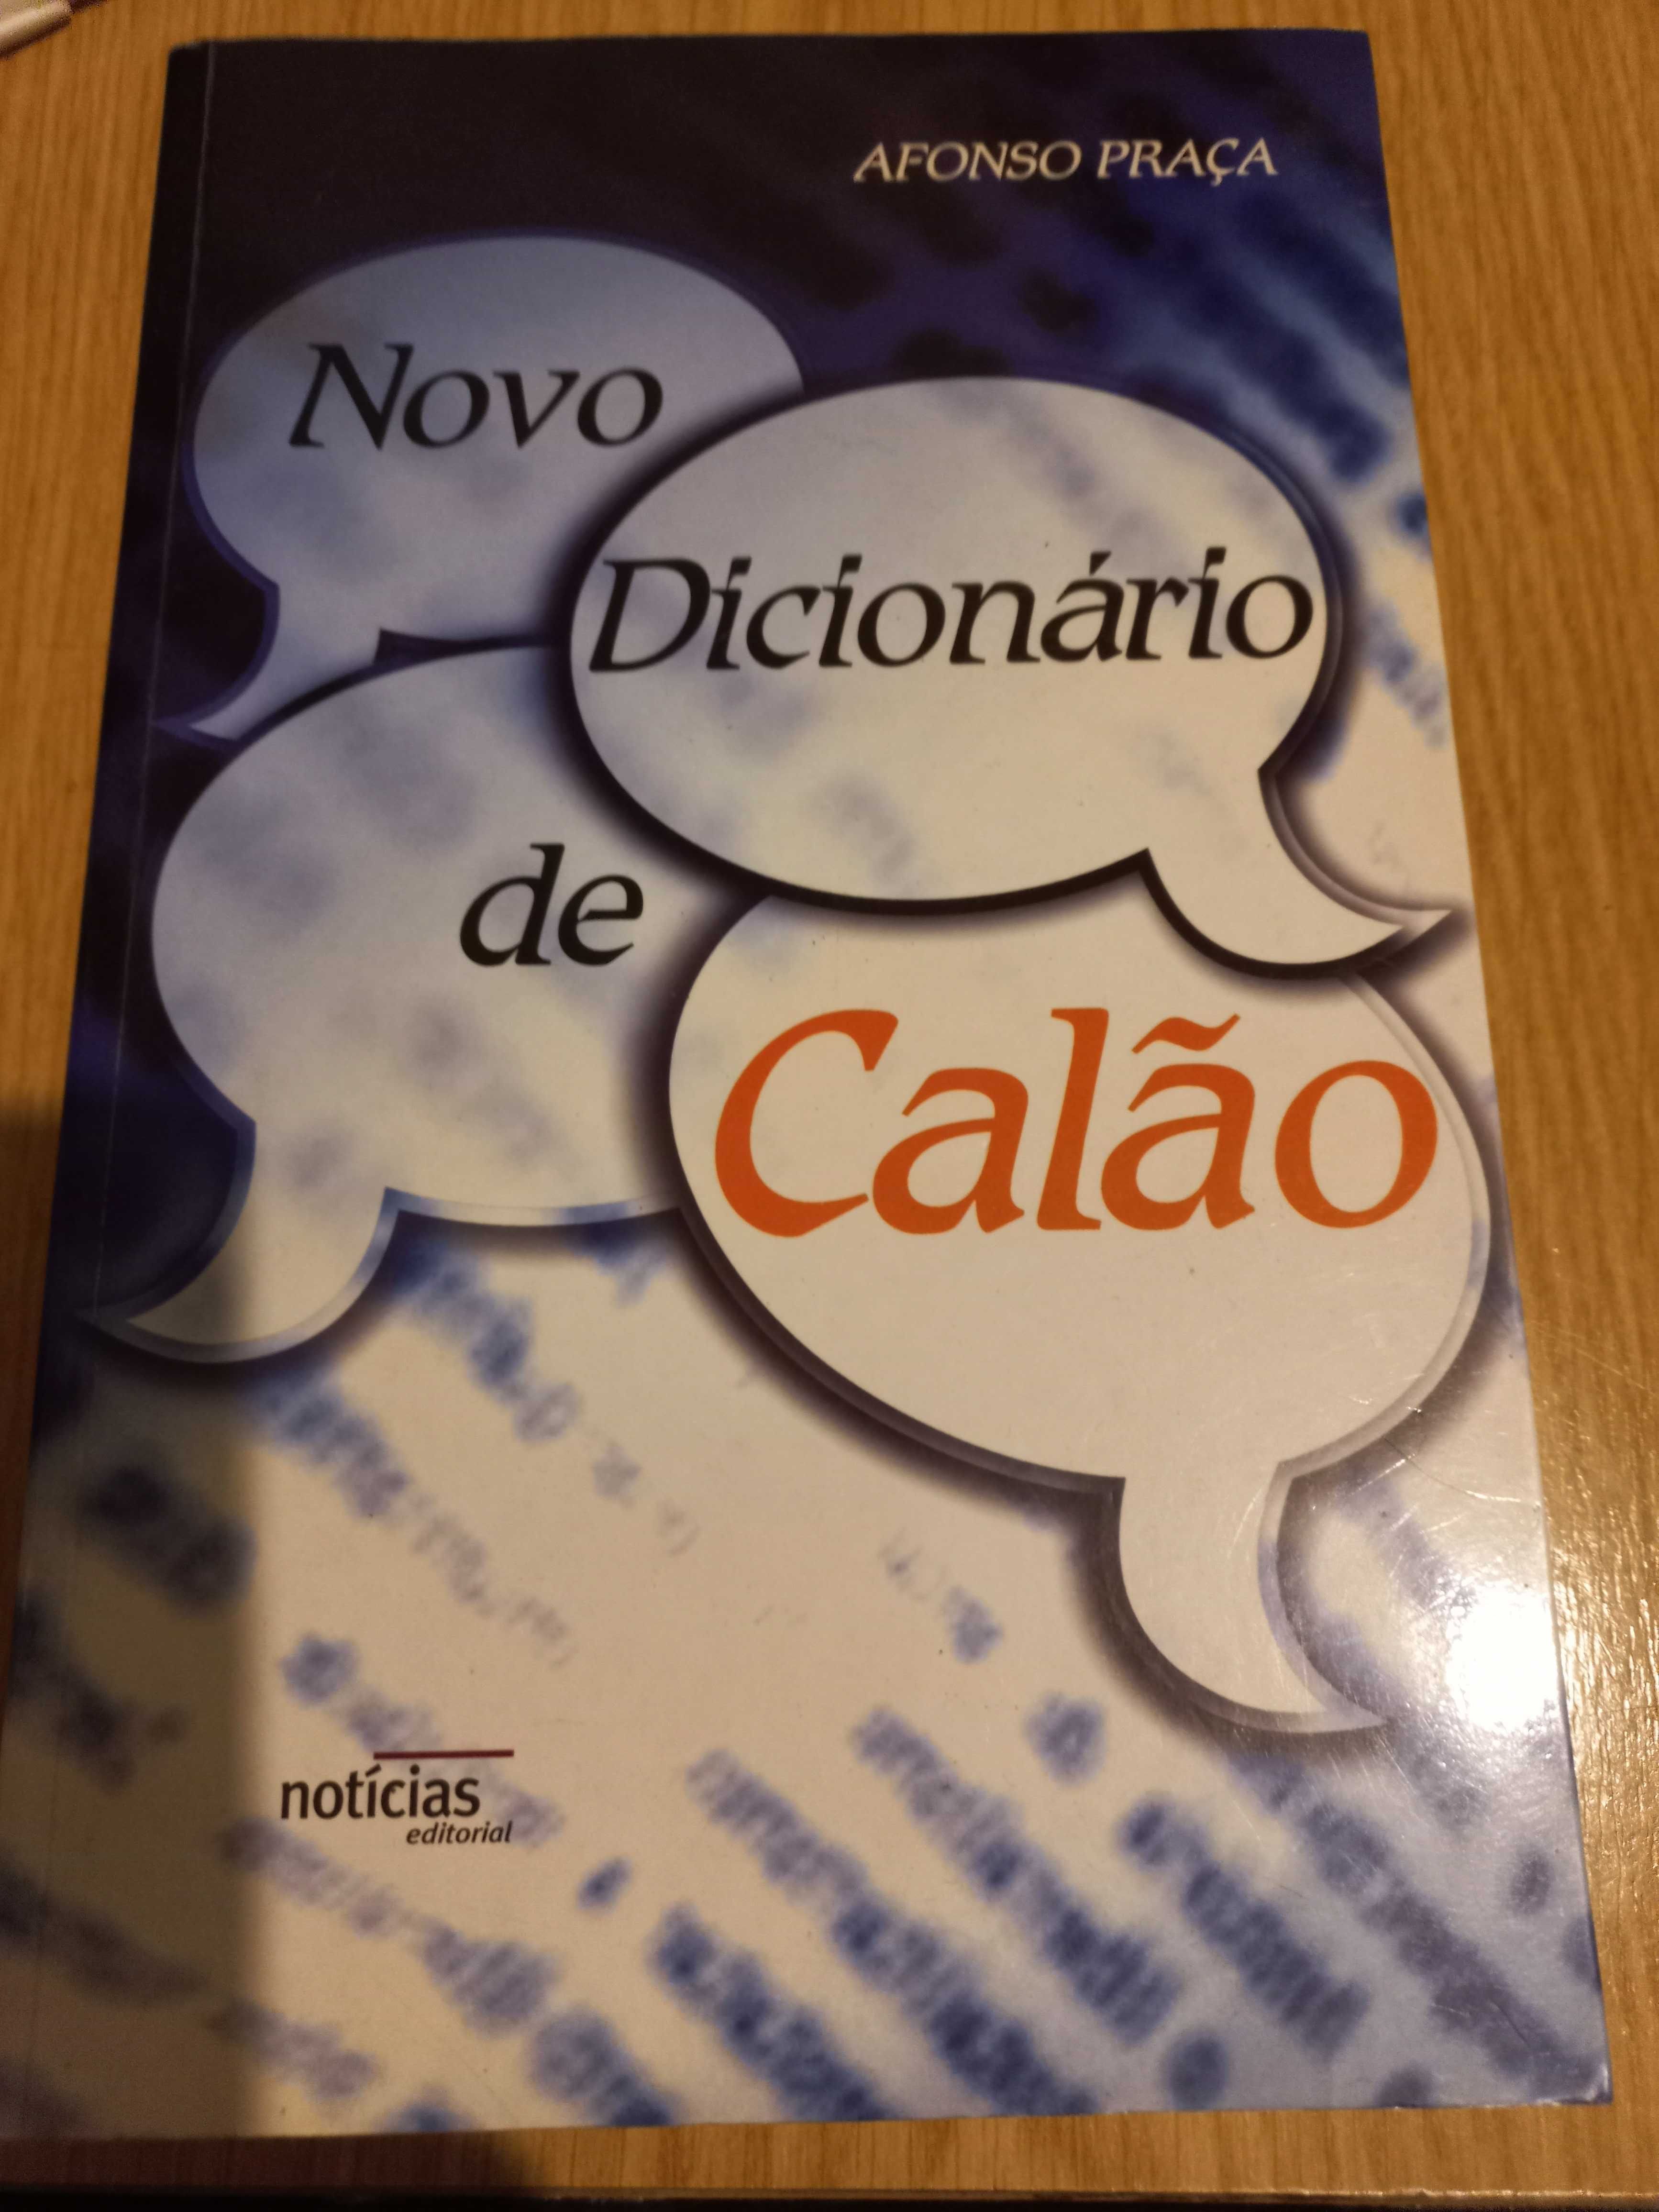 AFONSO PRAÇA
Novo
Dicionário
de
Calão
notícias
editorial